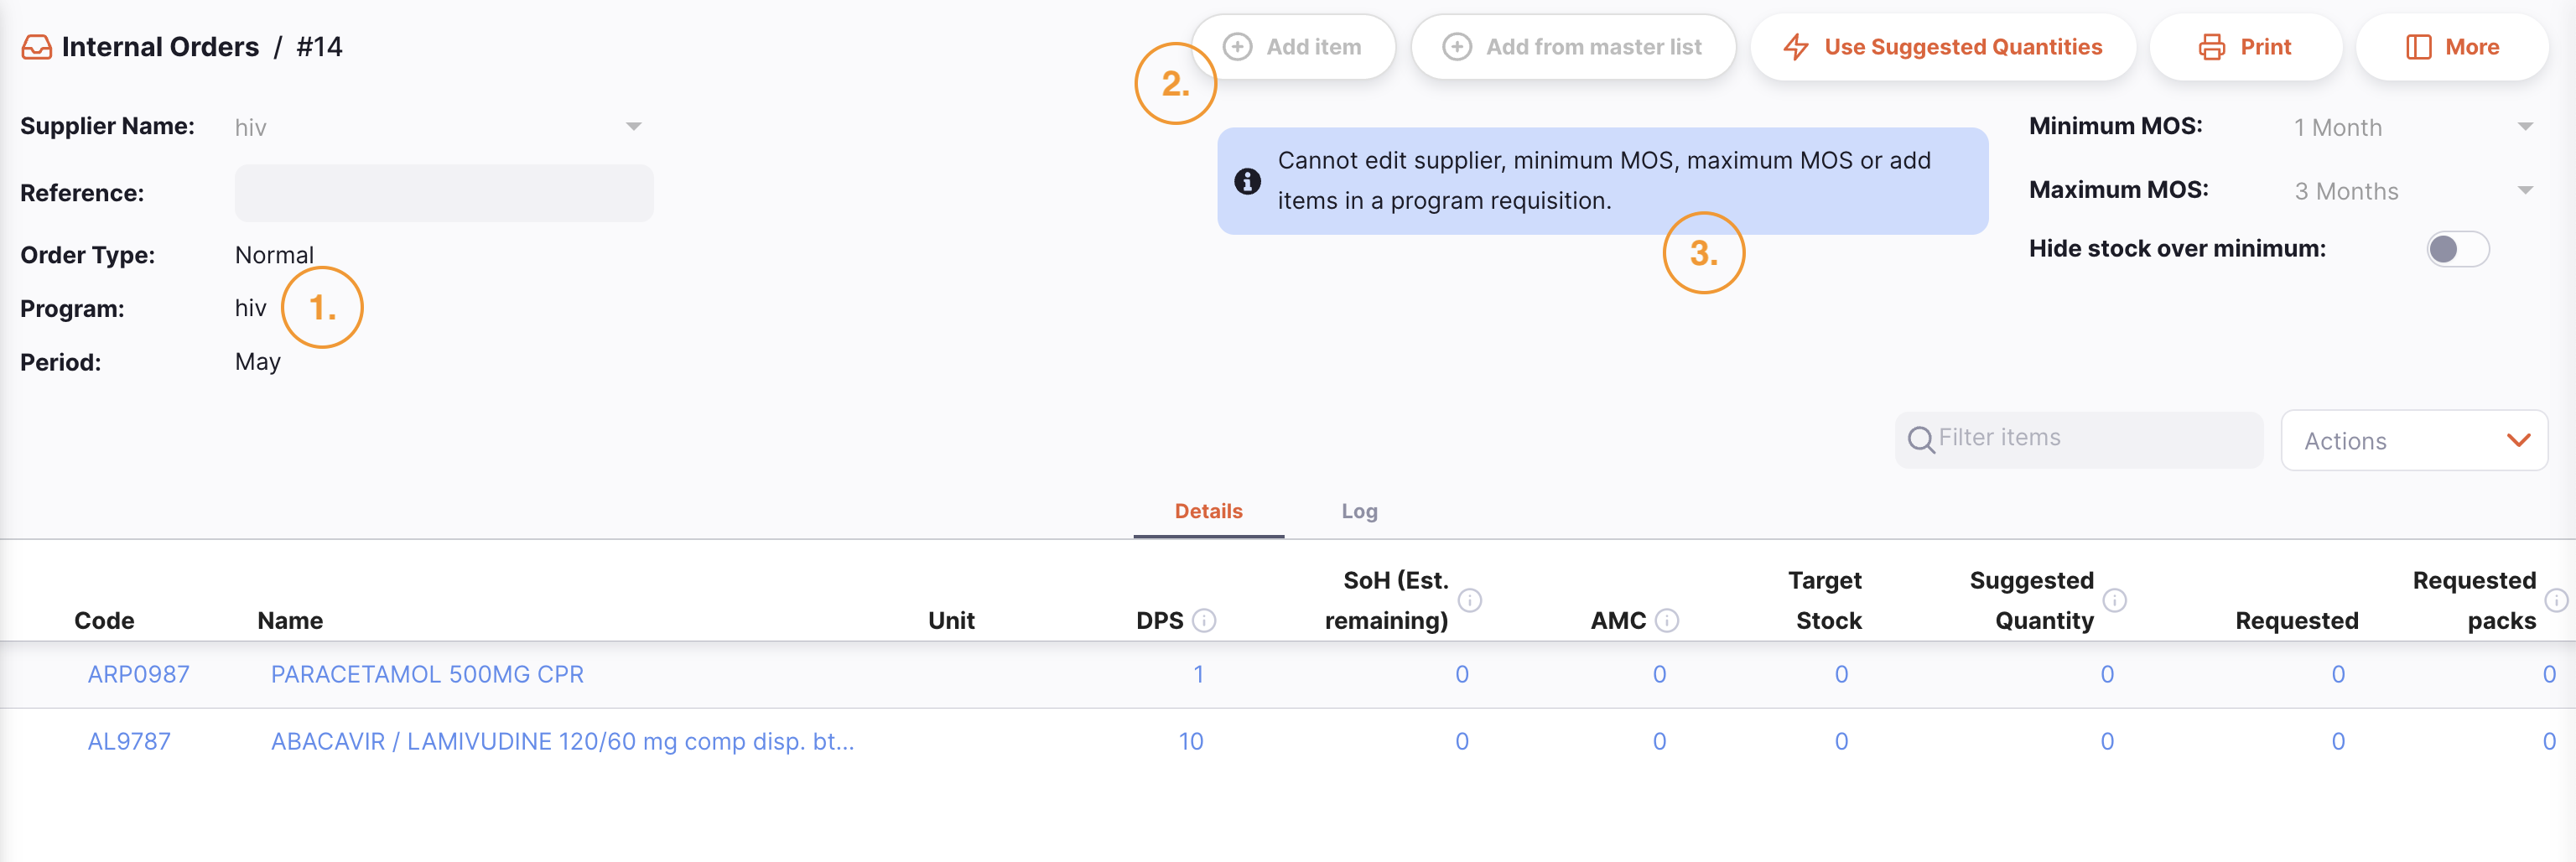 Internal Orders / #14
Add item
Add from master list
Use Suggested Quantities
Print
More
2.
Supplier Name: hiv
Reference:
Order Type: Normal
Program: hiv
1.
Period: May
Cannot edit supplier, minimum MOS, maximum MOS or add
items in a program requisition.
3.
Minimum MOS: 1 Month
Maximum MOS: 3 Months
Hide stock over minimum:
Filter items
Actions
Details Log
Code Name Unit DPS SoH (Est. remaining) AMC Target Stock Suggested Quantity Requested Requested packs
ARP0987 PARACETAMOL 500MG CPR 1 0 0 0 0 0 0
AL9787 ABACAVIR / LAMIVUDINE 120/60 mg comp disp. bt... 10 0 0 0 0 0 0